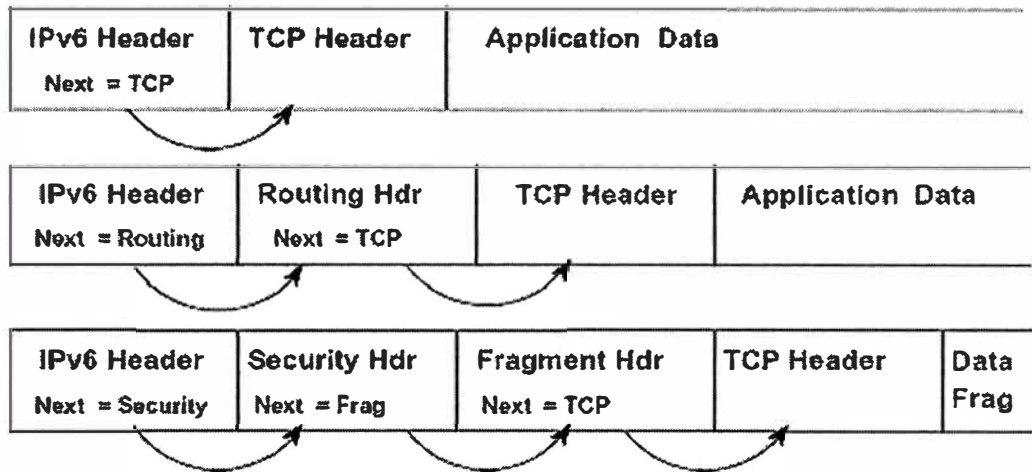 IPv6 Header TCP Header Application Data
Next = TCP
IPv6 Header Routing Hdr TCP Header Application Data
Next = Routing Next = TCP
IPv6 Header Security Hdr Fragment Hdr TCP Header Data
Next = Security Next = Frag Next = TCP Frag